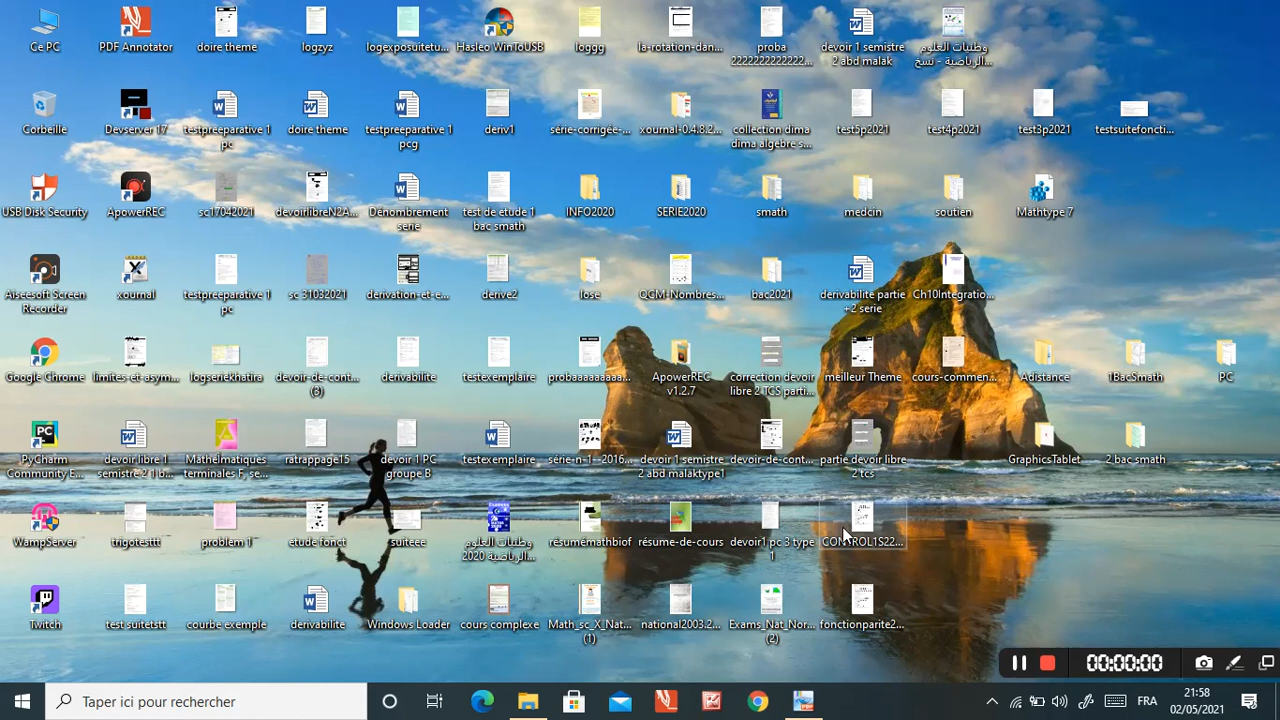 Ce PC
PDF Annotator
doire theme
logzyz
logexposuitetu...
Hasleo WinToUSB
loggg
la-rotation-dan...
proba
2222222222222...
devoir 1 semistre
2 abd malak
وطنيات العلوم
الرياضية - نسخ...
Corbeille
Devserver 17
testpreeparative 1
pc
doire theme
testpreeparative 1
pcg
deriv1
série-corrigée-...
xournal-0.4.8.2...
collection dima
dima algebre s...
test5p2021
test4p2021
test3p2021
testsuitefoncti...
USB Disk Security
ApowerREC
sc17042021
devoirlibreN2A...
Dénombrement
serie
test de etude 1
bac smath
INFO2020
SERIE2020
smath
medcin
soutien
Mathtype 7
Aiseesoft Screen
Recorder
xournal
testpreeparative 1
pc
sc 31032021
derivation-et-e...
derive2
lose
QCM-Nombres...
bac2021
derivabilite partie
+2 serie
Ch10Integratio...
Google Chrome
limites-et-asym...
logseriekhatira
devoir-de-cont...
(3)
derivabilite
testexemplaire
probaaaaaaaaa...
ApowerREC
v1.2.7
correction devoir
libre 2 TCS parti...
meilleur Theme
cours-commen...
Adistance
1BacSmath
PC
PyCharm
Community E...
devoir libre 1
semistre 2 1lb...
Mathelmatiques
terminales F, se...
ratrappage15
devoir 1 PC
groupe B
testexemplaire
série-n-1--2016...
devoir 1 semistre
2 abd malaktype1
devoir-de-cont...
partie devoir libre
2 tcs
GraphicsTablet
2 bac smath
WampServer
trigotesttt
problem 1
etude fonct
suiteee
وطنيات العلوم
الرياضية 2020...
résumémathbiof
résume-de-cours
devoir1 pc 3 type
1
CONTROL1S22...
Twitch
test suitetstt
courbe exemple
derivabilite
Windows Loader
cours complexe
Math_sc_X_Nat...
(1)
national2003.2...
Exams_Nat_Nor...
(2)
fonctionparite2...
00:00:00
Taper ici pour rechercher
FRA
21:58
02/05/2021